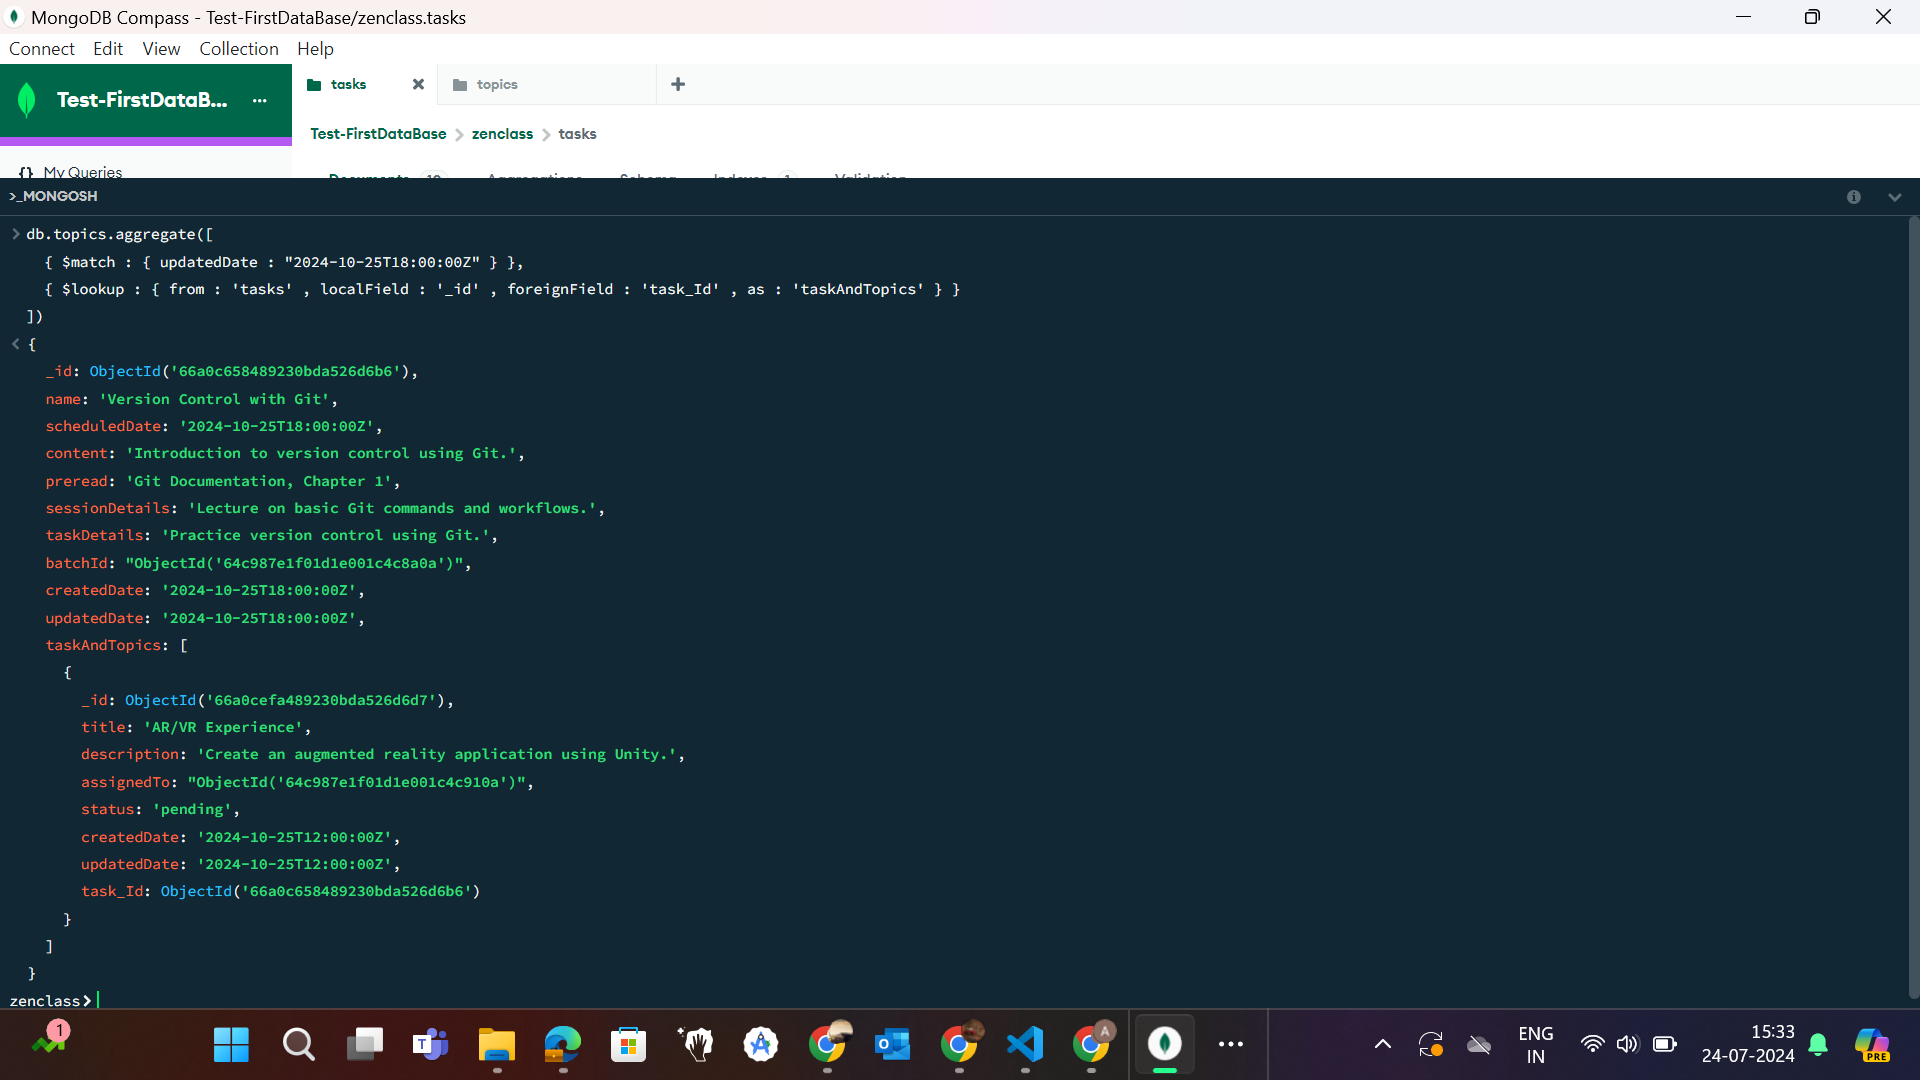 MongoDB Compass - Test-FirstDataBase/zenclass.tasks
Connect Edit View Collection Help
Test-FirstDataB... ...
tasks
topics
Test-FirstDataBase > zenclass > tasks
{} My Queries
Documents 10 Aggregations Schema Indexes 1 Validation
>_MONGOSH
> db.topics.aggregate([
{ $match : { updatedDate : "2024-10-25T18:00:00Z" } },
{ $lookup : { from : 'tasks' , localField : '_id' , foreignField : 'task_Id' , as : 'taskAndTopics' } }
])
< {
_id: ObjectId('66a0c658489230bda526d6b6'),
name: 'Version Control with Git',
scheduledDate: '2024-10-25T18:00:00Z',
content: 'Introduction to version control using Git.',
preread: 'Git Documentation, Chapter 1',
sessionDetails: 'Lecture on basic Git commands and workflows.',
taskDetails: 'Practice version control using Git.',
batchId: "ObjectId('64c987e1f01d1e001c4c8a0a')",
createdDate: '2024-10-25T18:00:00Z',
updatedDate: '2024-10-25T18:00:00Z',
taskAndTopics: [
{
_id: ObjectId('66a0cefa489230bda526d6d7'),
title: 'AR/VR Experience',
description: 'Create an augmented reality application using Unity.',
assignedTo: "ObjectId('64c987e1f01d1e001c4c910a')",
status: 'pending',
createdDate: '2024-10-25T12:00:00Z',
updatedDate: '2024-10-25T12:00:00Z',
task_Id: ObjectId('66a0c658489230bda526d6b6')
}
]
}
zenclass>
1
A
ENG
IN
15:33
24-07-2024
PRE